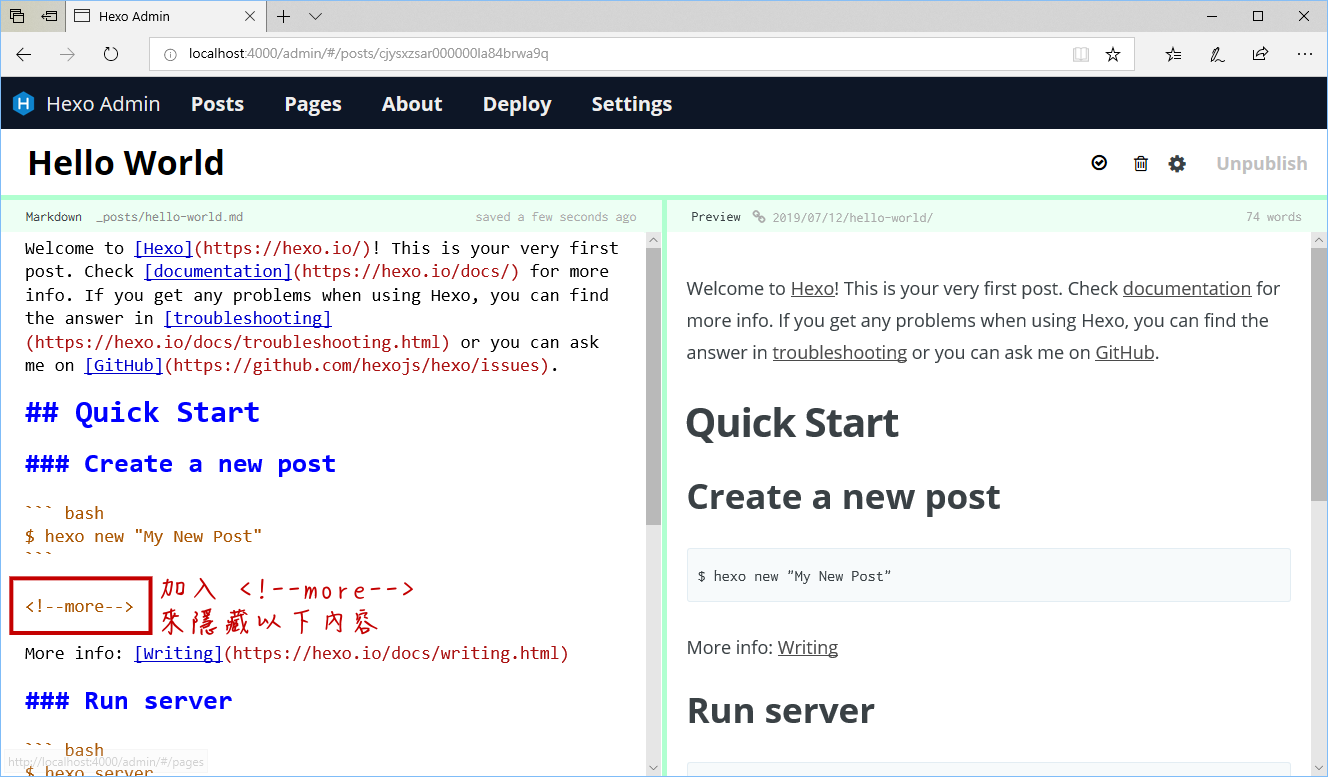 Hexo Admin
localhost:4000/admin/#/posts/cjysxzsar000000la84brwa9q
Hexo Admin Posts Pages About Deploy Settings
Hello World
Unpublish
Markdown _posts/hello-world.md saved a few seconds ago
Welcome to [Hexo](https://hexo.io/)! This is your very first
post. Check [documentation](https://hexo.io/docs/) for more
info. If you get any problems when using Hexo, you can find
the answer in [troubleshooting]
(https://hexo.io/docs/troubleshooting.html) or you can ask
me on [GitHub](https://github.com/hexojs/hexo/issues).
## Quick Start
### Create a new post
``` bash
$ hexo new "My New Post"
```
<!--more-->
加入 <!--more-->
來隱藏以下內容
More info: [Writing](https://hexo.io/docs/writing.html)
### Run server
``` bash
$ hexo server
http://localhost:4000/admin/#/pages
Preview 2019/07/12/hello-world/ 74 words
Welcome to Hexo! This is your very first post. Check documentation for
more info. If you get any problems when using Hexo, you can find the
answer in troubleshooting or you can ask me on GitHub.
Quick Start
Create a new post
$ hexo new "My New Post"
More info: Writing
Run server